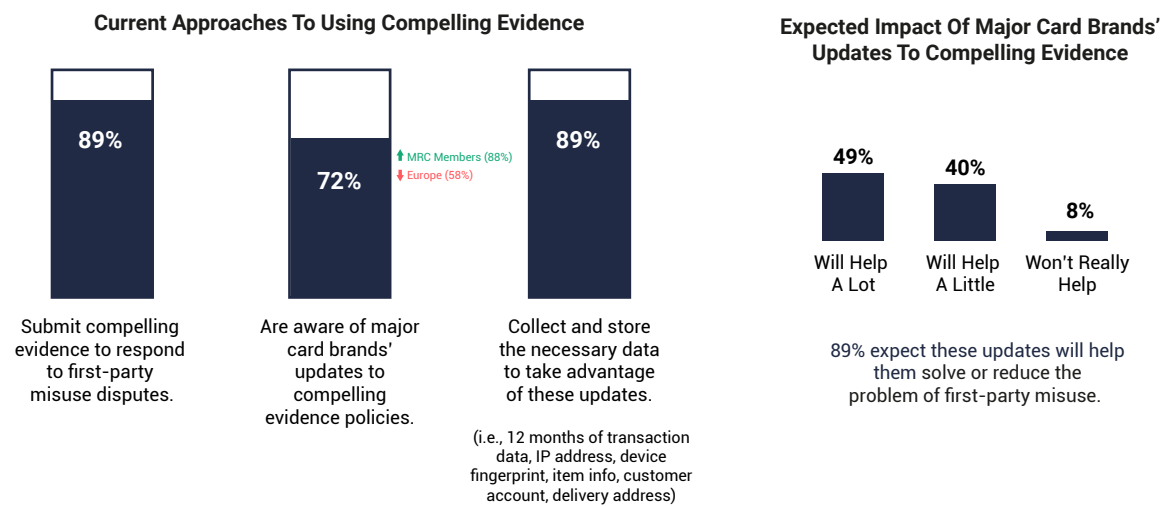 Current Approaches To Using Compelling Evidence
89%
72%
MRC Members (88%)
Europe (58%)
89%
Submit compelling
evidence to respond
to first-party
misuse disputes.
Are aware of major
card brands'
updates to
compelling
evidence policies.
Collect and store
the necessary data
to take advantage
of these updates.
(i.e., 12 months of transaction
data, IP address, device
fingerprint, item info, customer
account, delivery address)
Expected Impact Of Major Card Brands'
Updates To Compelling Evidence
49%
40%
8%
Will Help
A Lot
Will Help
A Little
Won't Really
Help
89% expect these updates will help
them solve or reduce the
problem of first-party misuse.